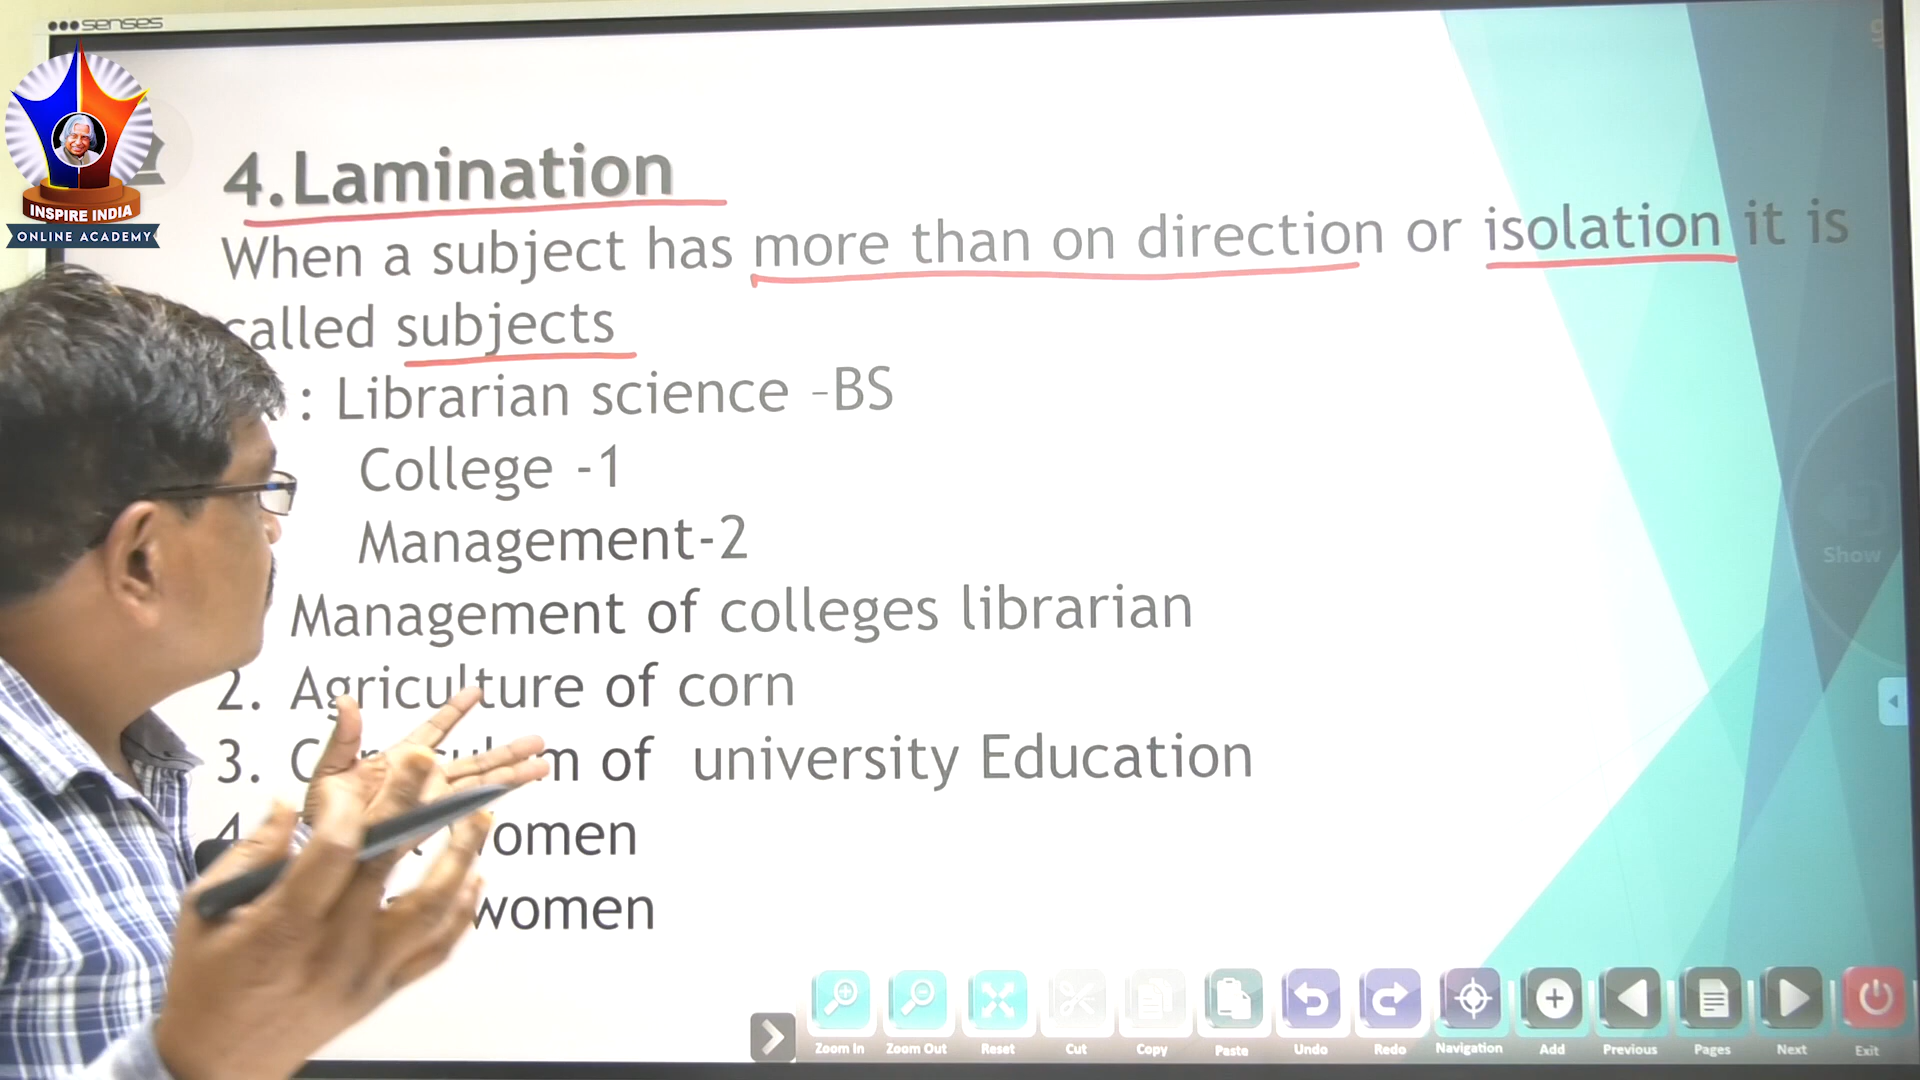 senses
INSPIRE INDIA
ONLINE ACADEMY
4.Lamination
When a subject has more than on direction or isolation it is
called subjects
: Librarian science -BS
College -1
Management-2
Management of colleges librarian
2. Agriculture of corn
3. of university Education
4. women
women
Show
Zoom In Zoom Out Reset Cut Copy Paste Undo Redo Navigation Add Previous Pages Next Exit